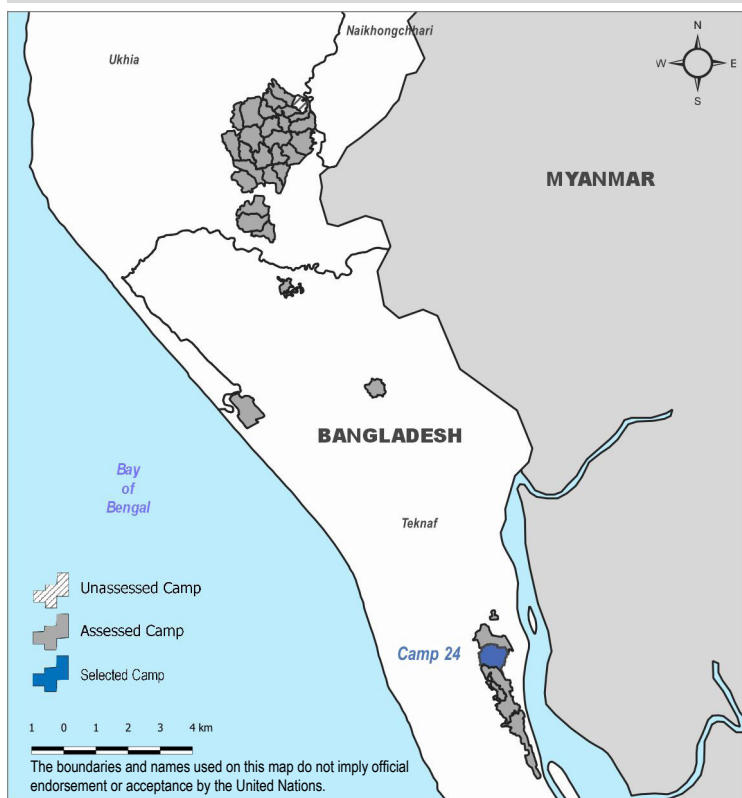 Naikhongchhari
Ukhia
N
W
E
S
MYANMAR
BANGLADESH
Bay
of
Bengal
Teknaf
Unassessed Camp
Assessed Camp
Camp 24
Selected Camp
1 0 1 2 3 4 km
The boundaries and names used on this map do not imply official
endorsement or acceptance by the United Nations.